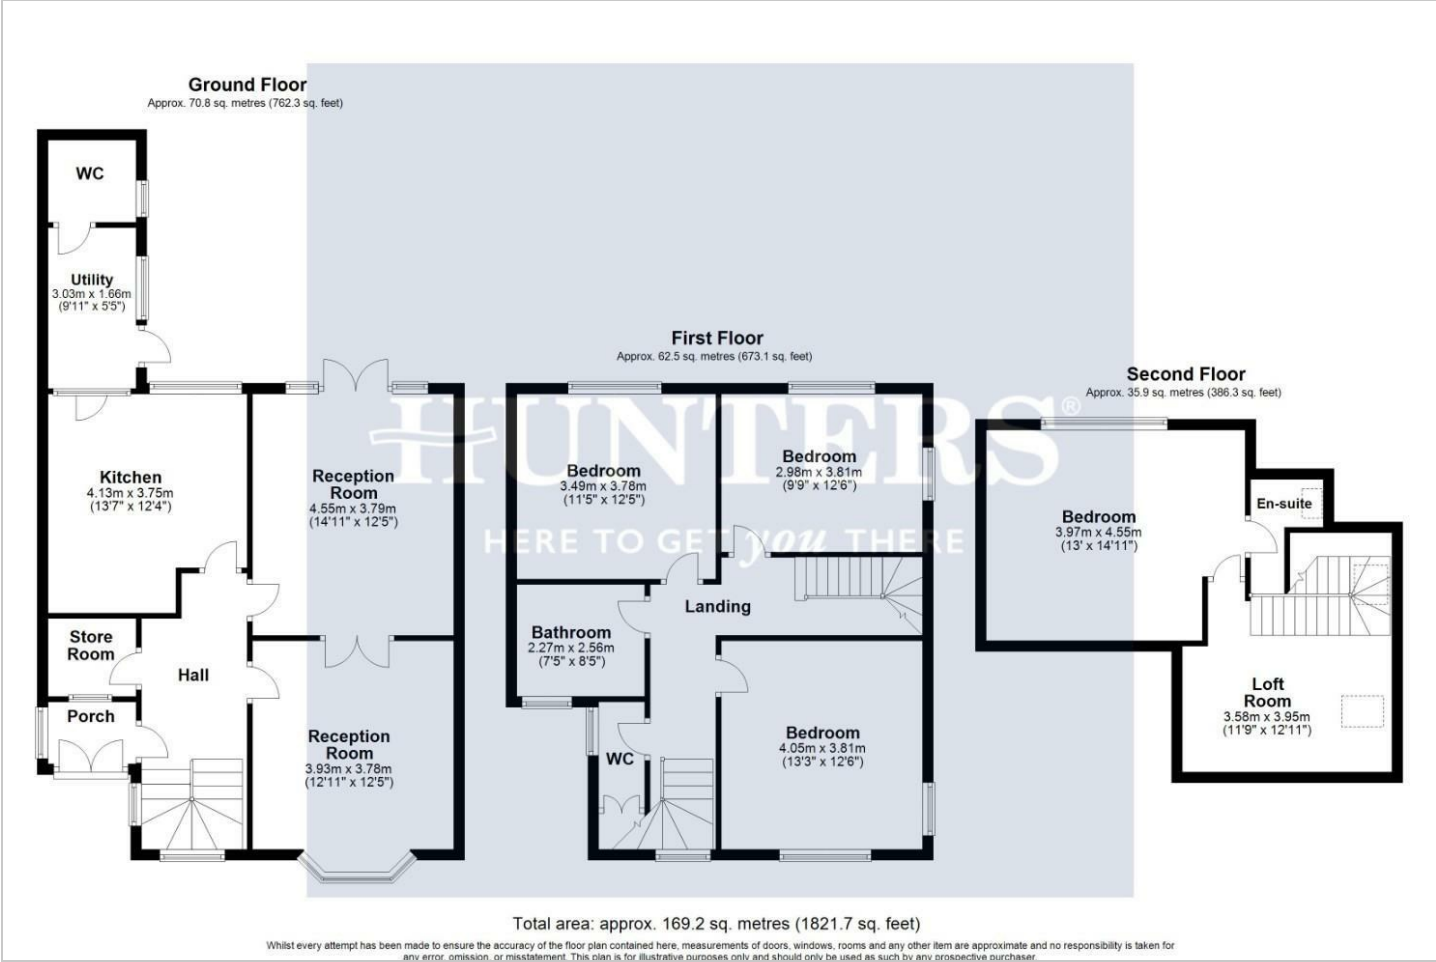 Ground Floor
Approx. 70.8 sq. metres (762.3 sq. feet)
WC
Utility
3.03m x 1.66m
(9'11" x 5'5")
Kitchen
4.13m x 3.75m
(13'7" x 12'4")
Reception
Room
4.55m x 3.79m
(14'11" x 12'5")
Store
Room
Hall
Porch
Reception
Room
3.93m x 3.78m
(12'11" x 12'5")
First Floor
Approx. 62.5 sq. metres (673.1 sq. feet)
HUNTERS®
HERE TO GET you THERE
Bedroom
3.49m x 3.78m
(11'5" x 12'5")
Bedroom
2.98m x 3.81m
(9'9" x 12'6")
Landing
Bathroom
2.27m x 2.56m
(7'5" x 8'5")
WC
Bedroom
4.05m x 3.81m
(13'3" x 12'6")
Second Floor
Approx. 35.9 sq. metres (386.3 sq. feet)
Bedroom
3.97m x 4.55m
(13' x 14'11")
En-suite
Loft
Room
3.58m x 3.95m
(11'9" x 12'11")
Total area: approx. 169.2 sq. metres (1821.7 sq. feet)
Whilst every attempt has been made to ensure the accuracy of the floor plan contained here, measurements of doors, windows, rooms and any other item are approximate and no responsibility is taken for
any error, omission, or misstatement. This plan is for illustrative purposes only and should only be used as such by any prospective purchaser.